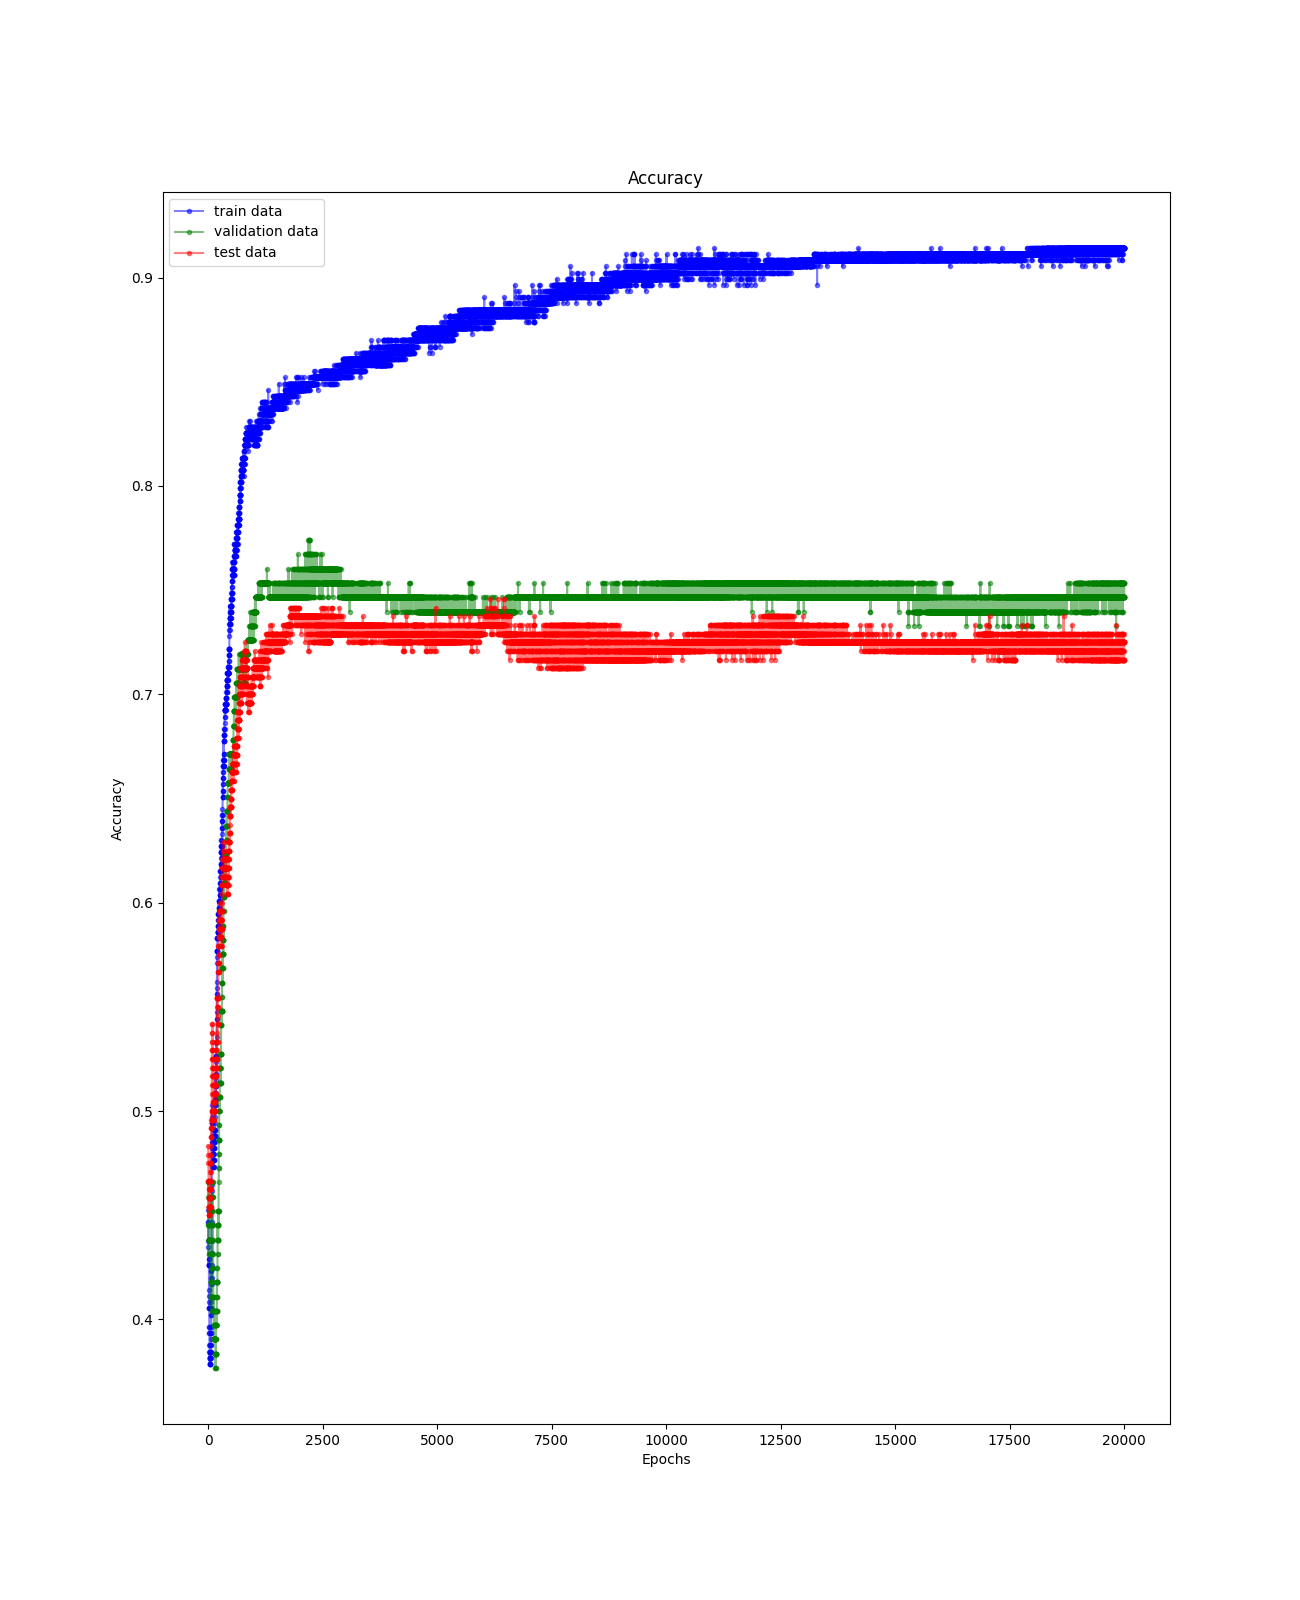 Accuracy
train data
validation data
test data
0.9
0.8
0.7
0.6
0.5
0.4
Accuracy
0 2500 5000 7500 10000 12500 15000 17500 20000
Epochs